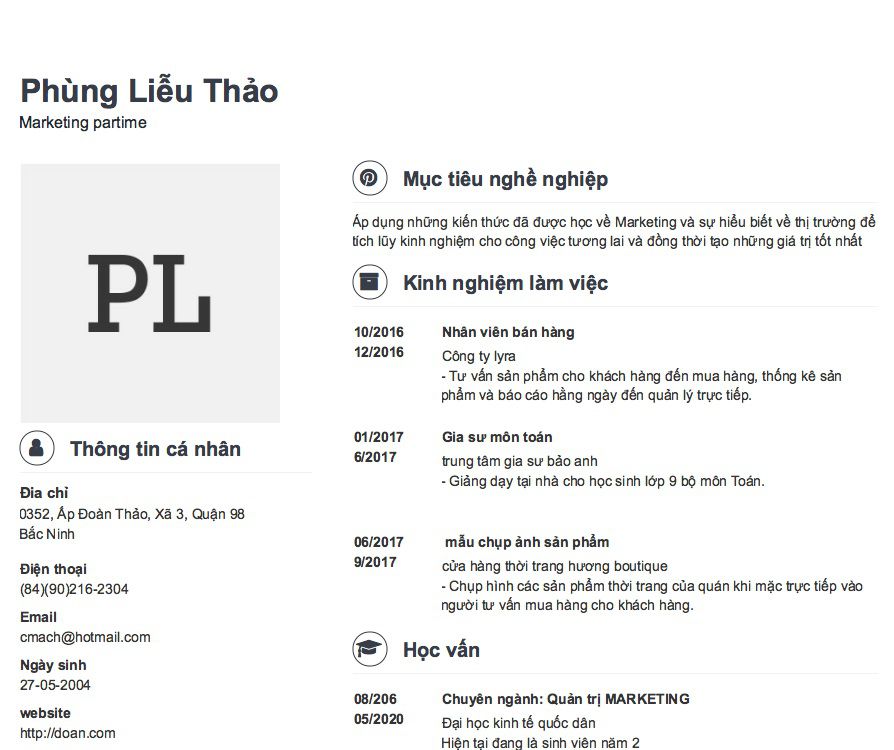 Phùng Liễu Thảo
Marketing partime
PL
Thông tin cá nhân
Đia chỉ
0352, Ấp Đoàn Thảo, Xã 3, Quận 98
Bắc Ninh
Điện thoại
(84)(90)216-2304
Email
cmach@hotmail.com
Ngày sinh
27-05-2004
website
http://doan.com
Mục tiêu nghề nghiệp
Áp dụng những kiến thức đã được học về Marketing và sự hiểu biết về thị trường để
tích lũy kinh nghiệm cho công việc tương lai và đồng thời tạo những giá trị tốt nhất
Kinh nghiệm làm việc
10/2016
12/2016
Nhân viên bán hàng
Công ty lyra
- Tư vấn sản phẩm cho khách hàng đến mua hàng, thống kê sản
phẩm và báo cáo hằng ngày đến quản lý trực tiếp.
01/2017
6/2017
Gia sư môn toán
trung tâm gia sư bảo anh
- Giảng dạy tại nhà cho học sinh lớp 9 bộ môn Toán.
06/2017
9/2017
mẫu chụp ảnh sản phẩm
cửa hàng thời trang hương boutique
- Chụp hình các sản phẩm thời trang của quán khi mặc trực tiếp vào
người tư vấn mua hàng cho khách hàng.
Học vấn
08/206
05/2020
Chuyên ngành: Quản trị MARKETING
Đại học kinh tế quốc dân
Hiện tại đang là sinh viên năm 2